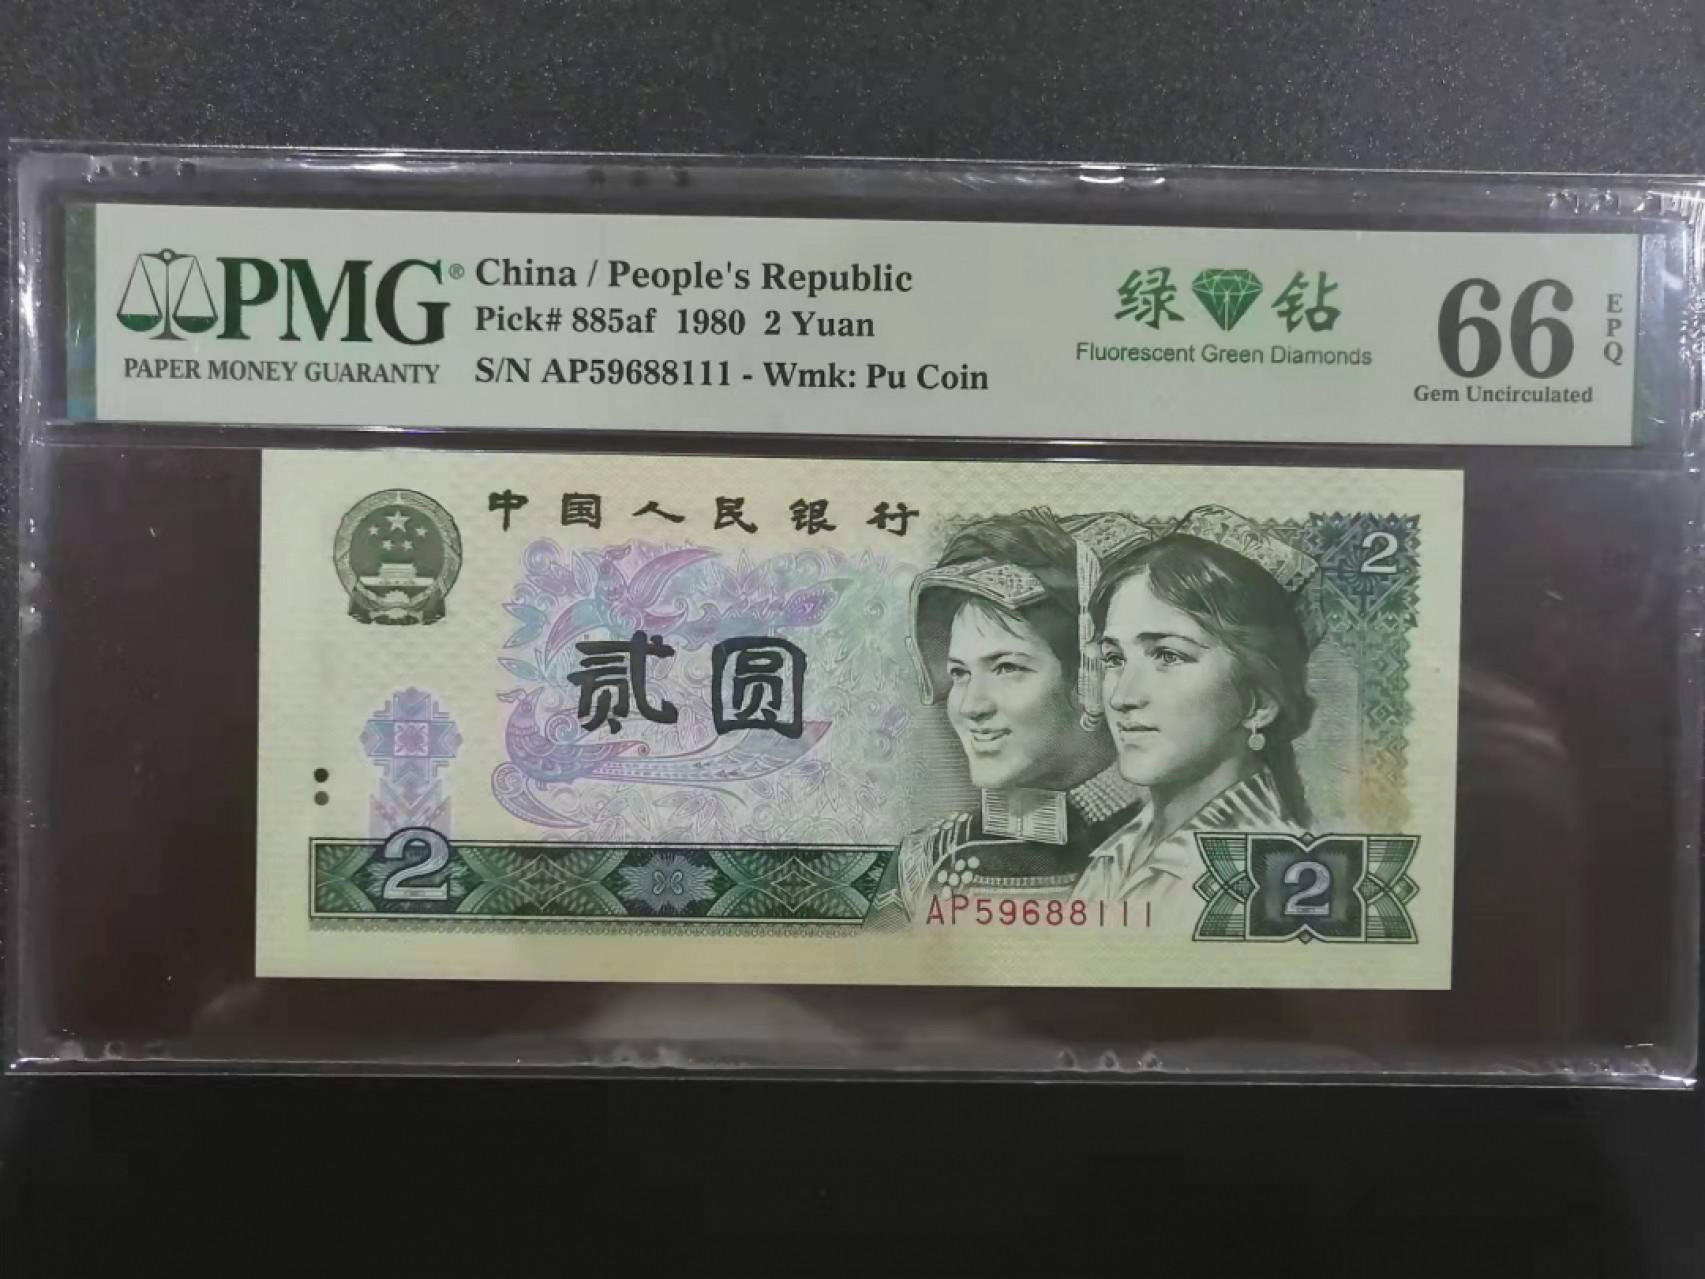 PMG®
PAPER MONEY GUARANTY
China / People's Republic
Pick# 885af 1980 2 Yuan
S/N AP59688111 - Wmk: Pu Coin
绿钻
Fluorescent Green Diamonds
66
EPQ
Gem Uncirculated
中国人民银行
2
贰圆
2
AP59688111
2